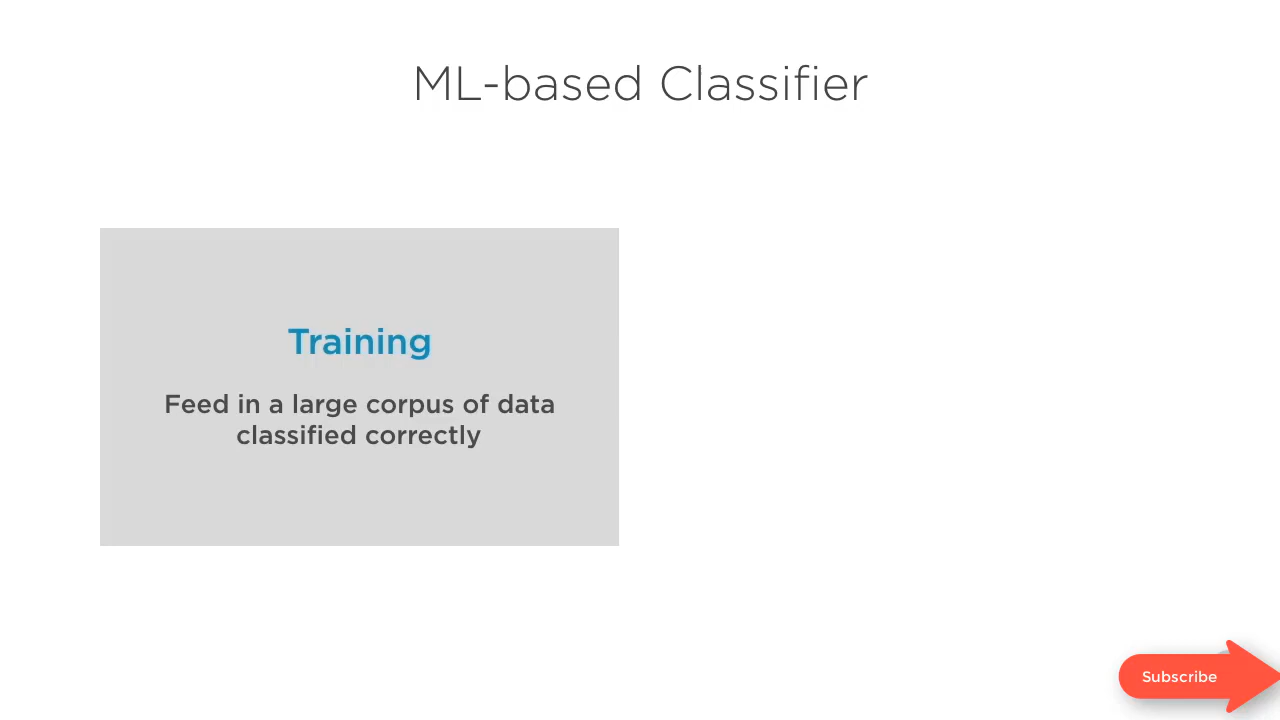 ML-based Classifier
Training
Feed in a large corpus of data
classified correctly
Subscribe